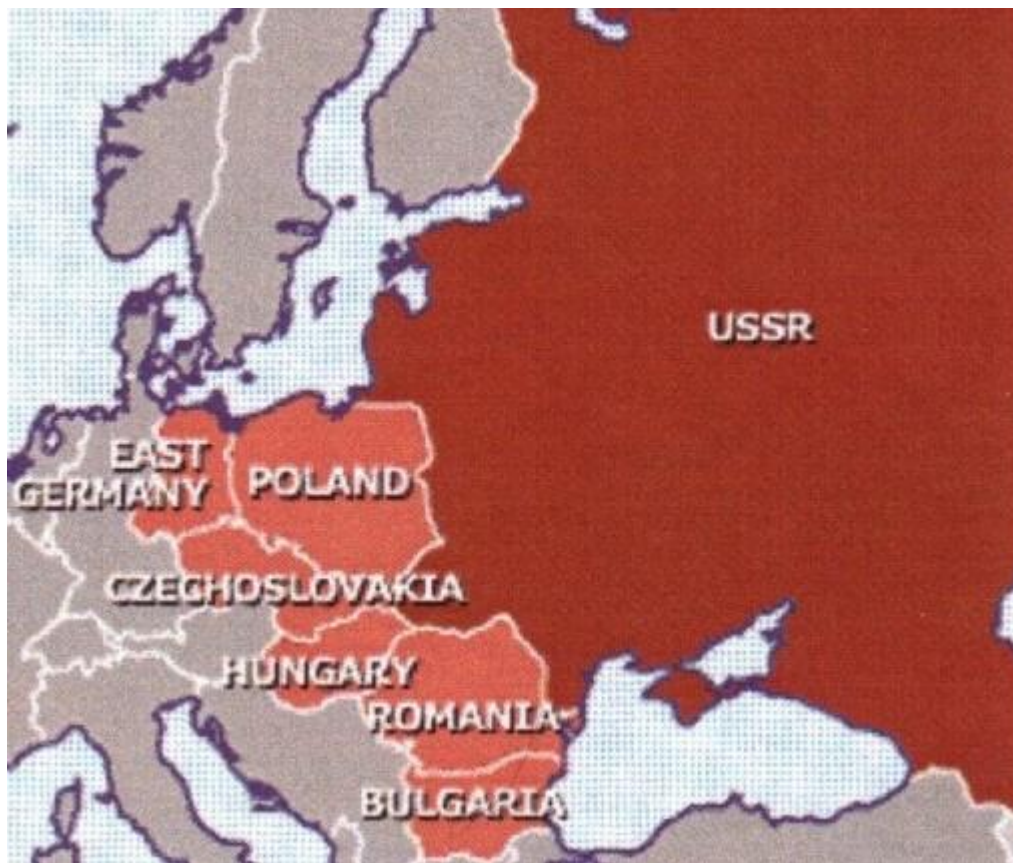 USSR
EAST
GERMANY
POLAND
CZECHOSLOVAKIA
HUNGARY
ROMANIA
BULGARIA